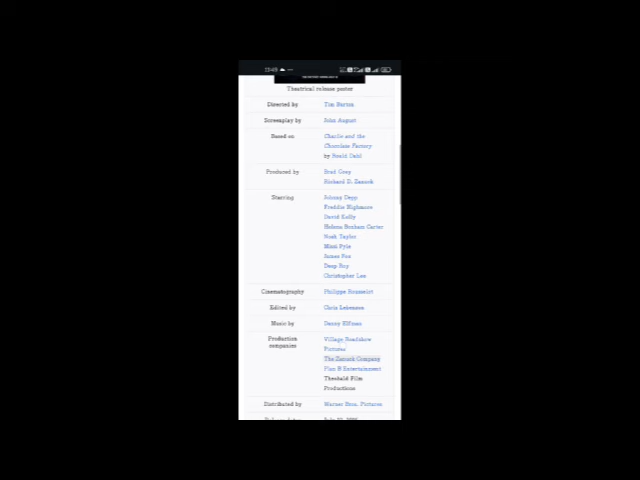 Theatrical release poster
Directed by Tim Burton
Screenplay by John August
Based on Charlie and the
Chocolate Factory
by Roald Dahl
Produced by Brad Grey
Richard D. Zanuck
Starring Johnny Depp
Freddie Highmore
David Kelly
Helena Bonham Carter
Noah Taylor
Missi Pyle
James Fox
Deep Roy
Christopher Lee
Cinematography Philippe Rousselot
Edited by Chris Lebenzon
Music by Danny Elfman
Production
companies
Village Roadshow
Pictures
The Zanuck Company
Plan B Entertainment
Theobald Film
Productions
Distributed by Warner Bros. Pictures